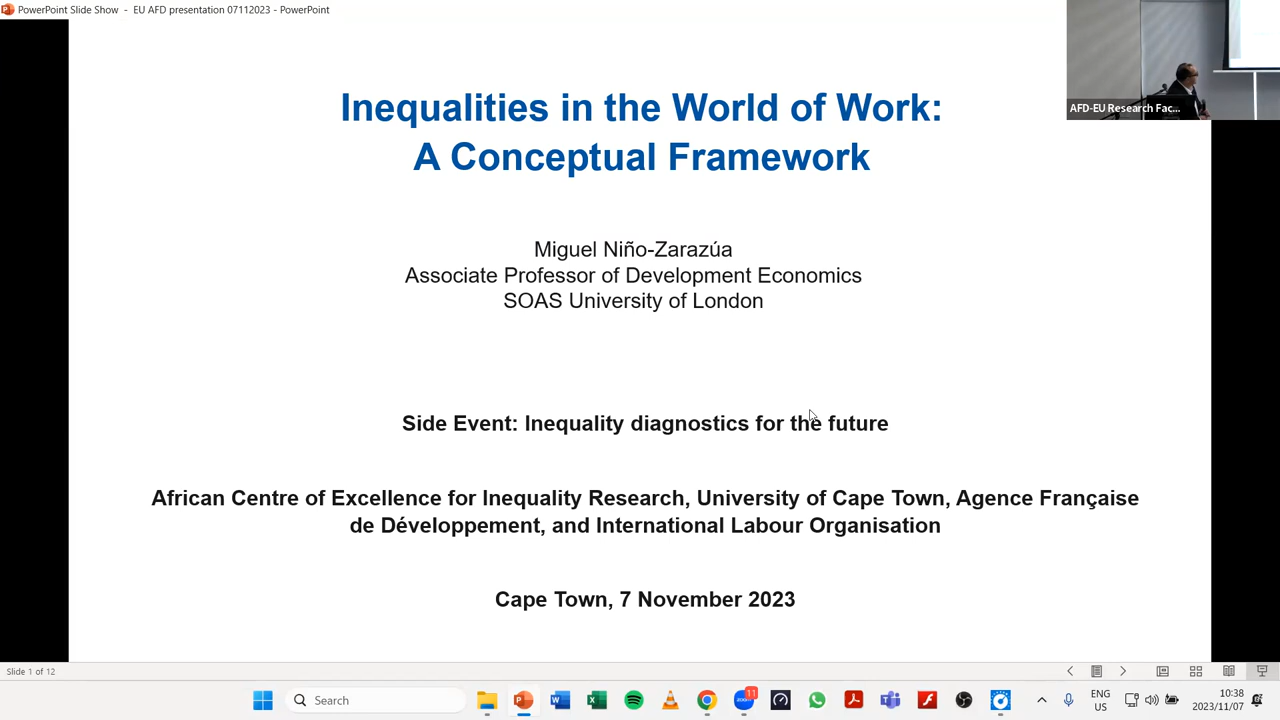 PowerPoint Slide Show - EU AFD presentation 07112023 - PowerPoint
AFD-EU Research Fac...
Inequalities in the World of Work:
A Conceptual Framework
Miguel Niño-Zarazúa
Associate Professor of Development Economics
SOAS University of London
Side Event: Inequality diagnostics for the future
African Centre of Excellence for Inequality Research, University of Cape Town, Agence Française
de Développement, and International Labour Organisation
Cape Town, 7 November 2023
Slide 1 of 12
Search
11
zoom
ENG
US
10:38
2023/11/07